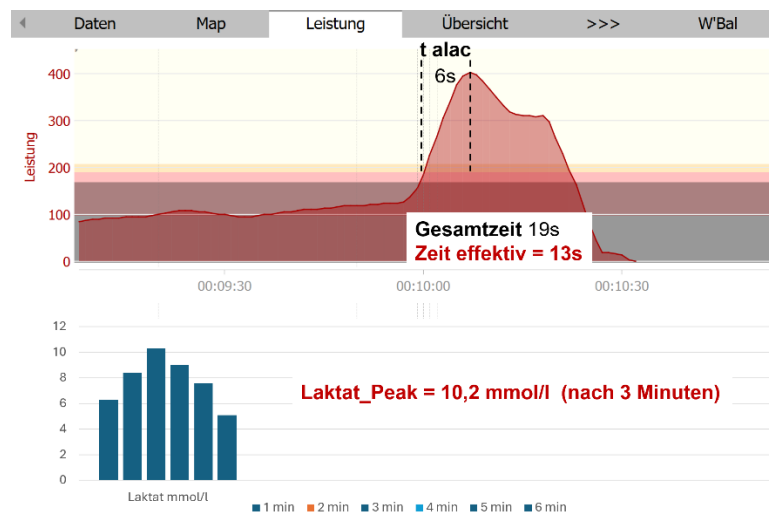 Daten Map Leistung Übersicht >>> W'Bal
t alac
6s
400
300
200
100
0
Leistung
Gesamtzeit 19s
Zeit effektiv = 13s
00:09:30 00:10:00 00:10:30
12
10
8
6
4
2
0
Laktat_Peak = 10,2 mmol/l (nach 3 Minuten)
Laktat mmol/l
1 min 2 min 3 min 4 min 5 min 6 min